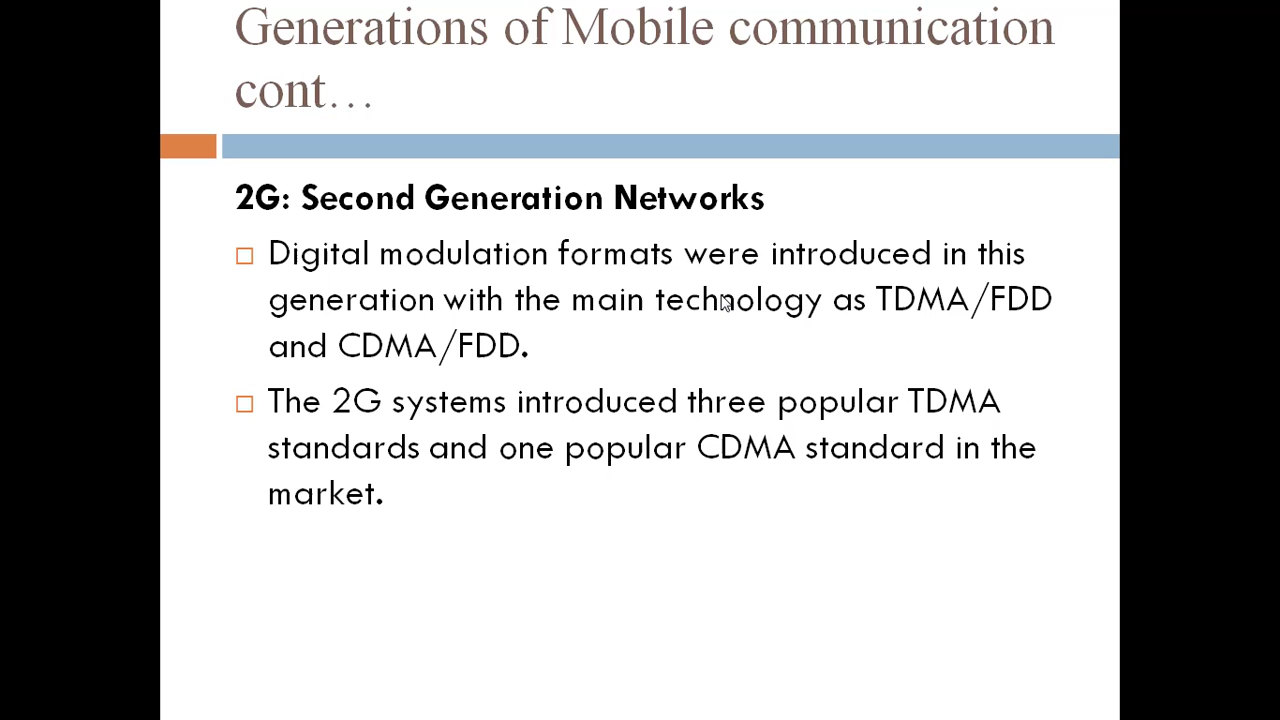 Generations of Mobile communication
cont…
2G: Second Generation Networks
Digital modulation formats were introduced in this
generation with the main technology as TDMA/FDD
and CDMA/FDD.
The 2G systems introduced three popular TDMA
standards and one popular CDMA standard in the
market.